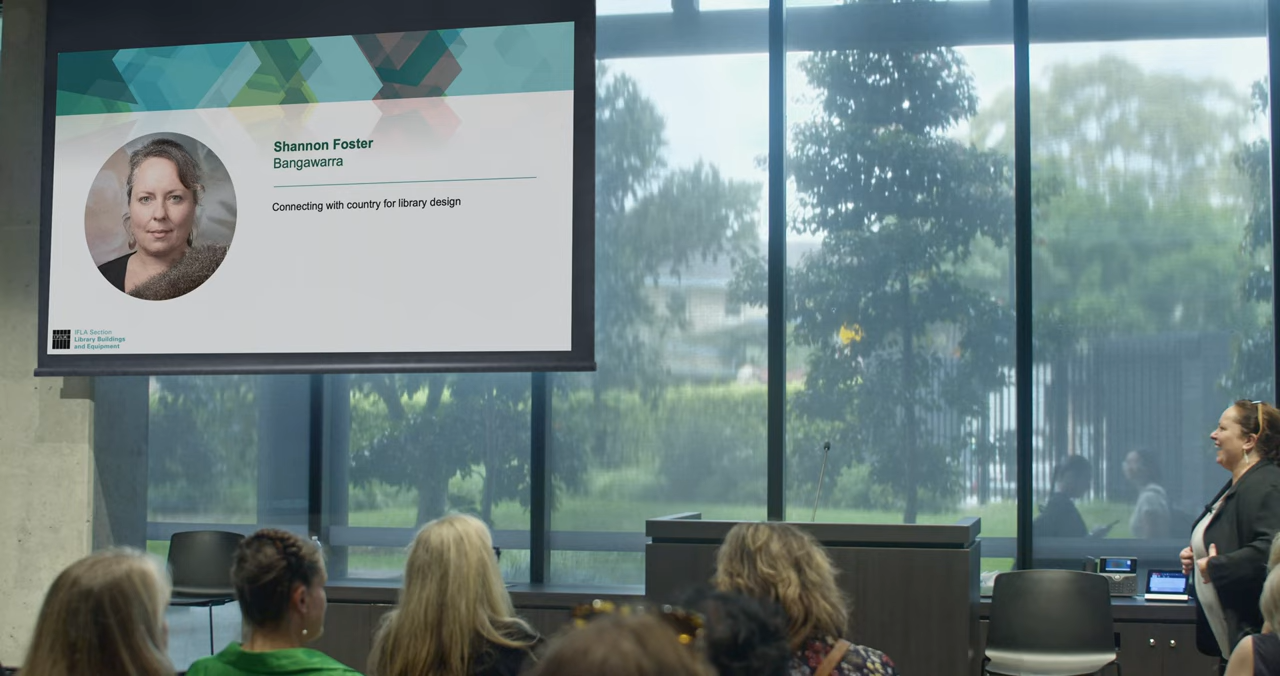 Shannon Foster
Bangawarra
Connecting with country for library design
IFLA Section
Library Buildings
and Equipment